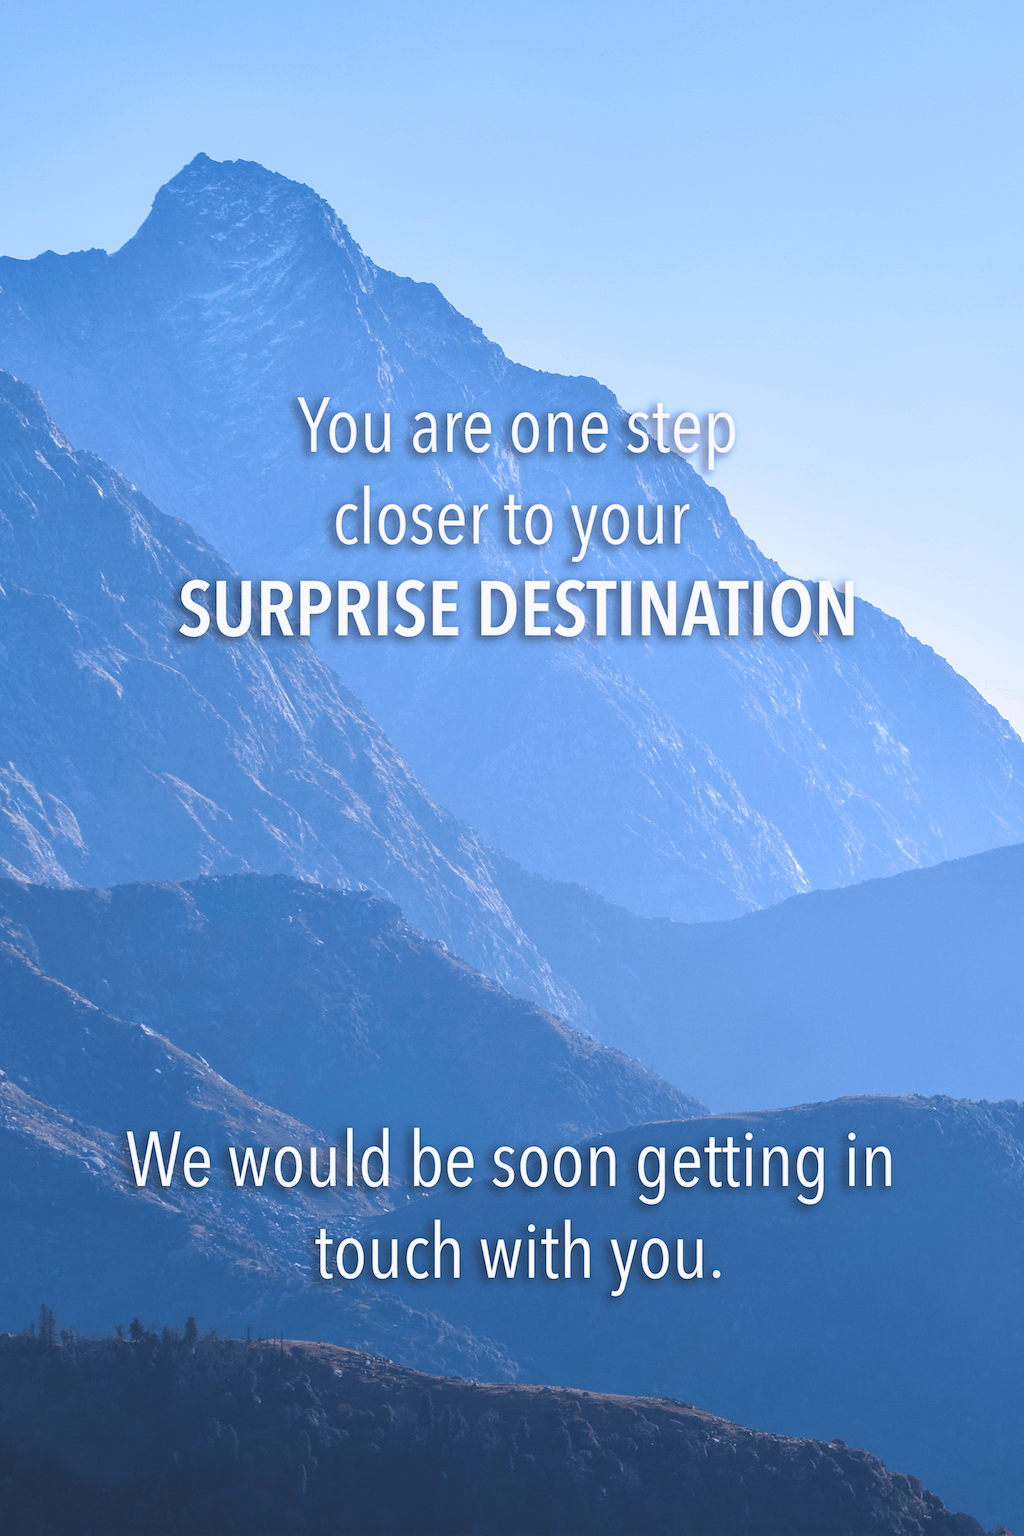 You are one step
closer to your
SURPRISE DESTINATION
We would be soon getting in
touch with you.